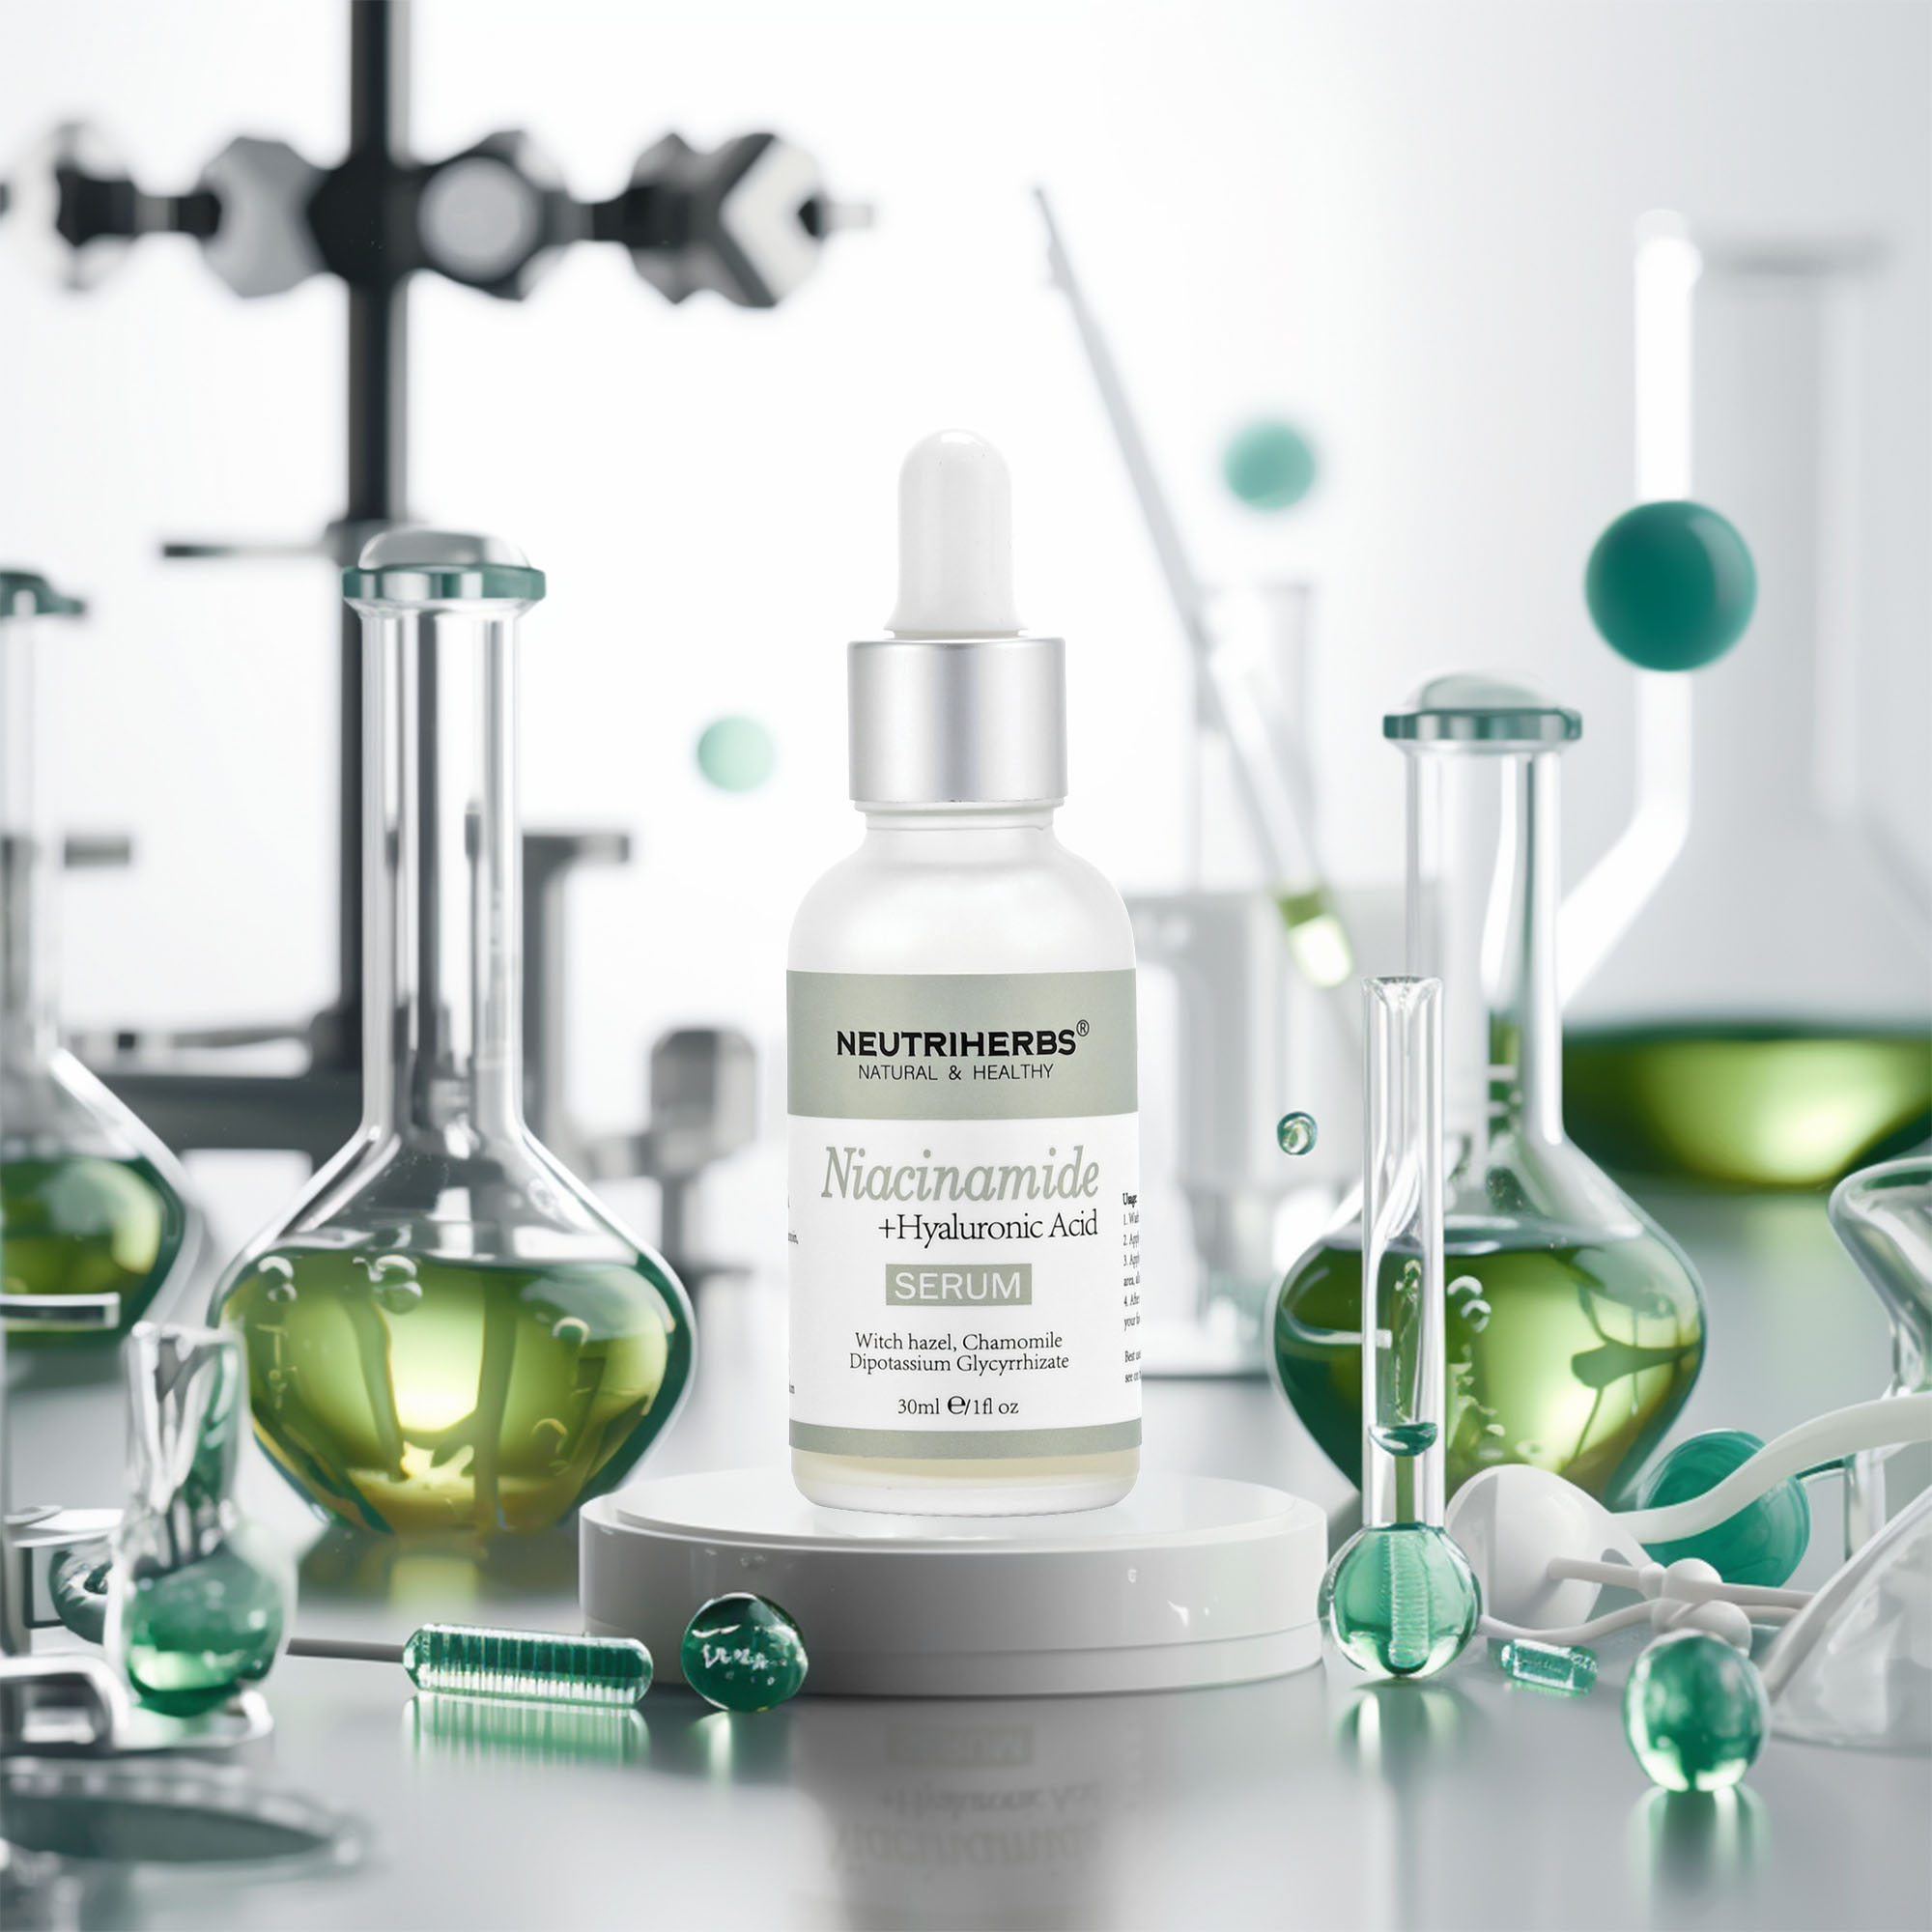 NEUTRIHERBS®
NATURAL & HEALTHY
Niacinamide
+Hyaluronic Acid
SERUM
Witch hazel, Chamomile
Dipotassium Glycyrrhizate
30ml ℮/1fl oz